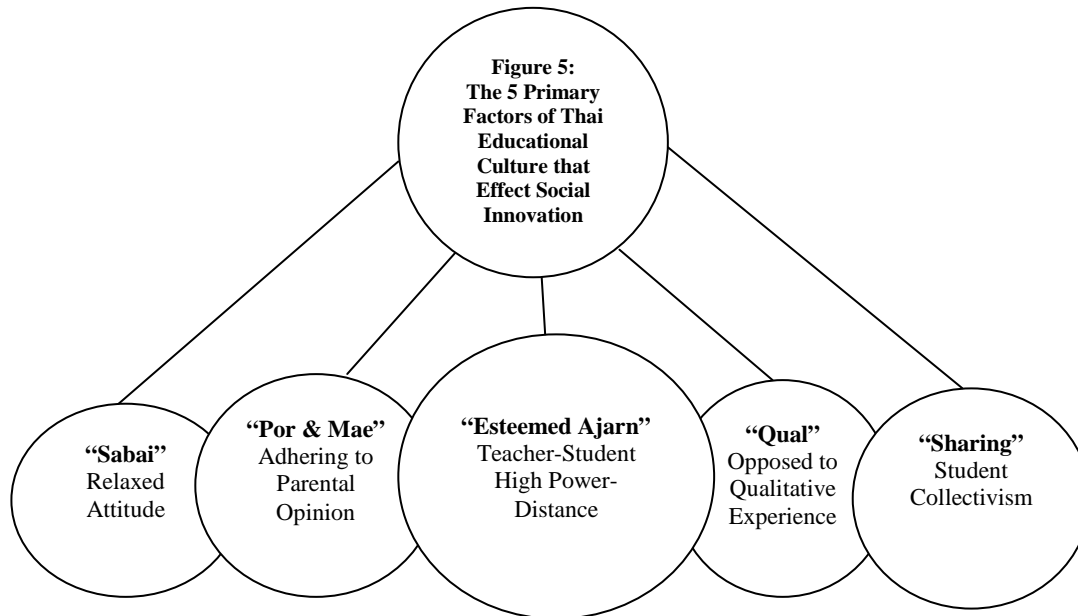 Figure 5:
The 5 Primary
Factors of Thai
Educational
Culture that
Effect Social
Innovation
“Sabai”
Relaxed
Attitude
“Por & Mae”
Adhering to
Parental
Opinion
“Esteemed Ajarn”
Teacher-Student
High Power-
Distance
“Qual”
Opposed to
Qualitative
Experience
“Sharing”
Student
Collectivism